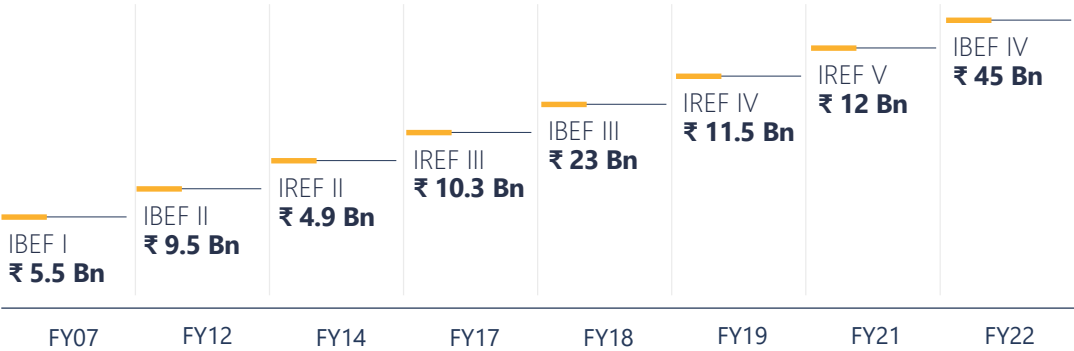 IBEF I
₹ 5.5 Bn
IBEF II
₹ 9.5 Bn
IREF II
₹ 4.9 Bn
IREF III
₹ 10.3 Bn
IBEF III
₹ 23 Bn
IREF IV
₹ 11.5 Bn
IREF V
₹ 12 Bn
IBEF IV
₹ 45 Bn
FY07 FY12 FY14 FY17 FY18 FY19 FY21 FY22